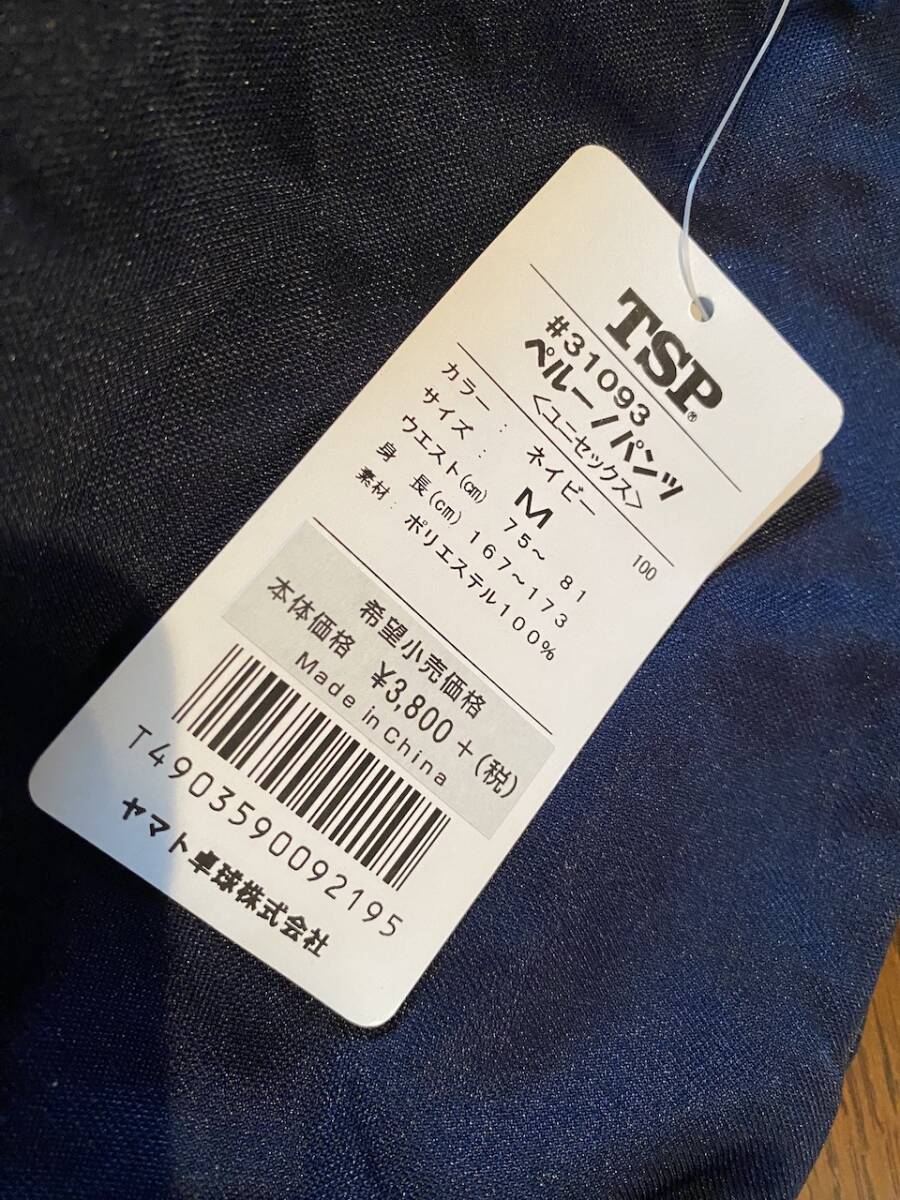 TSP®
#31093
ペルーノパンツ
〈ユニセックス〉
カラー : ネイビー 100
サイズ : M
ウエスト(cm) 75~ 81
身 長(cm) 167~173
素材: ポリエステル100%
希望小売価格
本体価格 ¥3,800 +(税)
Made in China
T4903590092195
ヤマト卓球株式会社